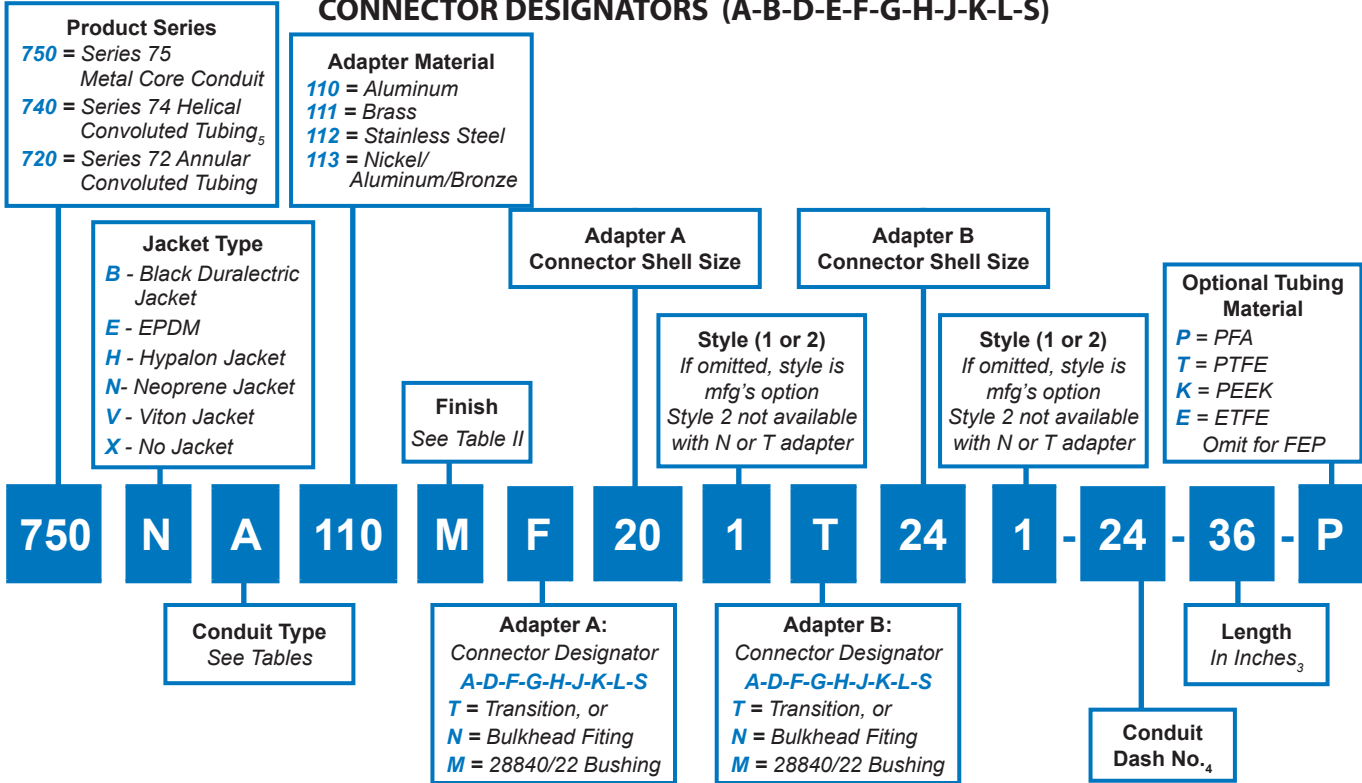 CONNECTOR DESIGNATORS (A-B-D-E-F-G-H-J-K-L-S)
Product Series
750 = Series 75
Metal Core Conduit
740 = Series 74 Helical
Convoluted Tubing5
720 = Series 72 Annular
Convoluted Tubing
Adapter Material
110 = Aluminum
111 = Brass
112 = Stainless Steel
113 = Nickel/
Aluminum/Bronze
Jacket Type
B - Black Duralectric
Jacket
E - EPDM
H - Hypalon Jacket
N- Neoprene Jacket
V - Viton Jacket
X - No Jacket
Finish
See Table II
Adapter A
Connector Shell Size
Style (1 or 2)
If omitted, style is
mfg's option
Style 2 not available
with N or T adapter
Adapter B
Connector Shell Size
Style (1 or 2)
If omitted, style is
mfg's option
Style 2 not available
with N or T adapter
Optional Tubing
Material
P = PFA
T = PTFE
K = PEEK
E = ETFE
Omit for FEP
750 N A 110 M F 20 1 T 24 1 - 24 - 36 - P
Conduit Type
See Tables
Adapter A:
Connector Designator
A-D-F-G-H-J-K-L-S
T = Transition, or
N = Bulkhead Fiting
M = 28840/22 Bushing
Adapter B:
Connector Designator
A-D-F-G-H-J-K-L-S
T = Transition, or
N = Bulkhead Fiting
M = 28840/22 Bushing
Conduit
Dash No.4
Length
In Inches3